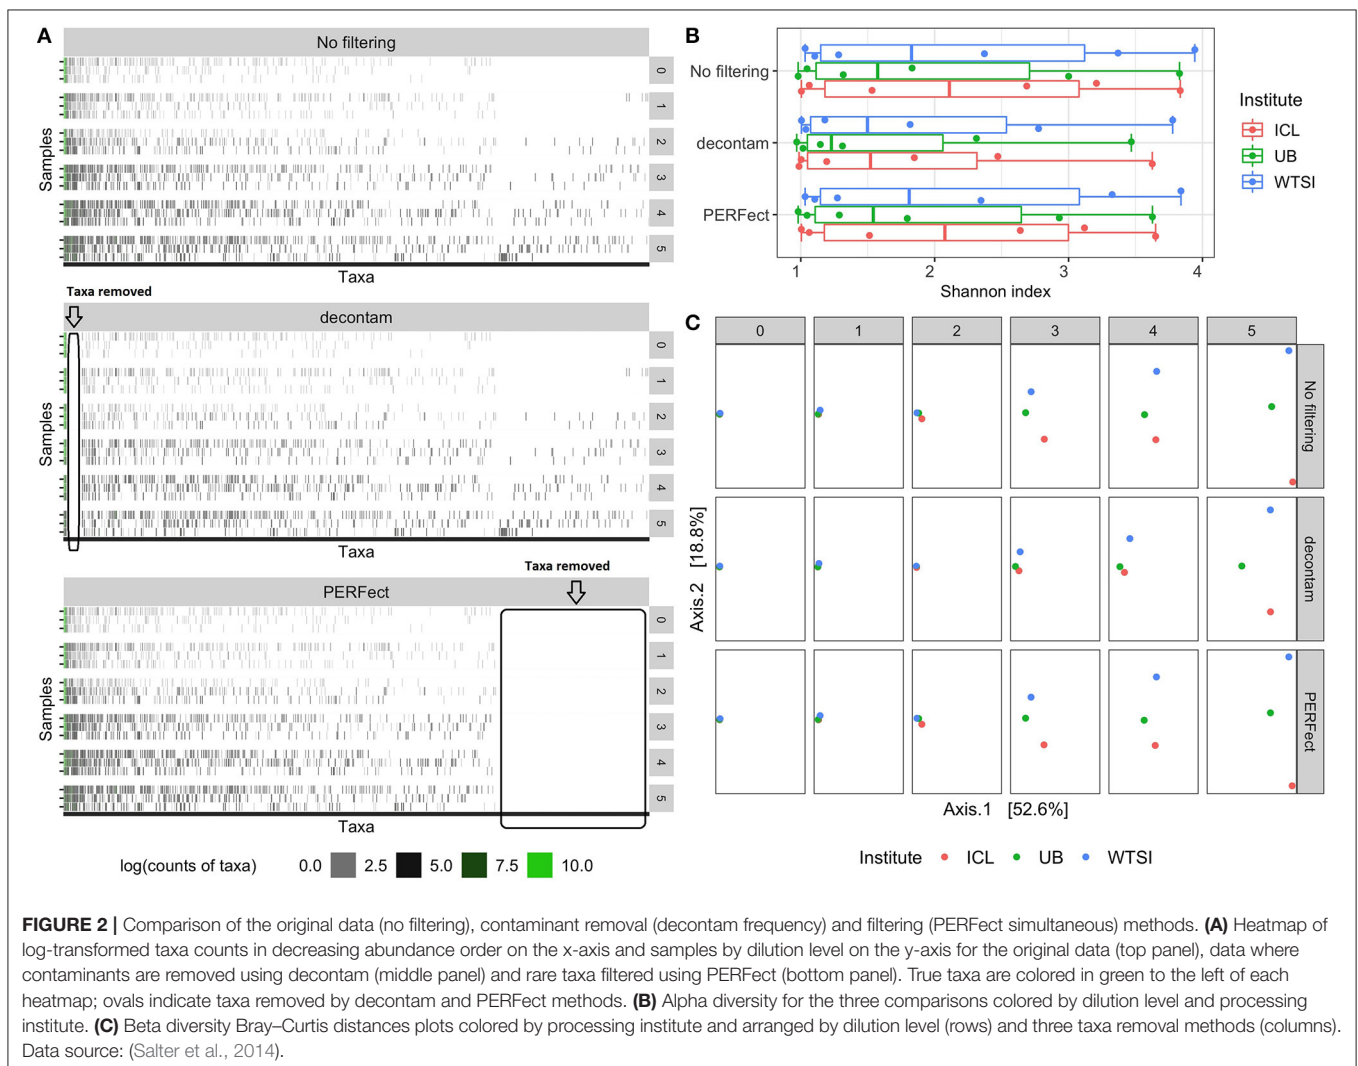 A
No filtering
0
1
2
3
4
5
Samples
Taxa
Taxa removed
decontam
0
1
2
3
4
5
Samples
Taxa
Taxa removed
PERFect
0
1
2
3
4
5
Samples
Taxa
log(counts of taxa) 0.0 2.5 5.0 7.5 10.0
B
No filtering
decontam
PERFect
1 2 3 4
Shannon index
Institute
ICL
UB
WTSI
C
0 1 2 3 4 5
No filtering
decontam
PERFect
Axis.2 [18.8%]
Axis.1 [52.6%]
Institute ICL UB WTSI
FIGURE 2 | Comparison of the original data (no filtering), contaminant removal (decontam frequency) and filtering (PERFect simultaneous) methods. (A) Heatmap of
log-transformed taxa counts in decreasing abundance order on the x-axis and samples by dilution level on the y-axis for the original data (top panel), data where
contaminants are removed using decontam (middle panel) and rare taxa filtered using PERFect (bottom panel). True taxa are colored in green to the left of each
heatmap; ovals indicate taxa removed by decontam and PERFect methods. (B) Alpha diversity for the three comparisons colored by dilution level and processing
institute. (C) Beta diversity Bray–Curtis distances plots colored by processing institute and arranged by dilution level (rows) and three taxa removal methods (columns).
Data source: (Salter et al., 2014).